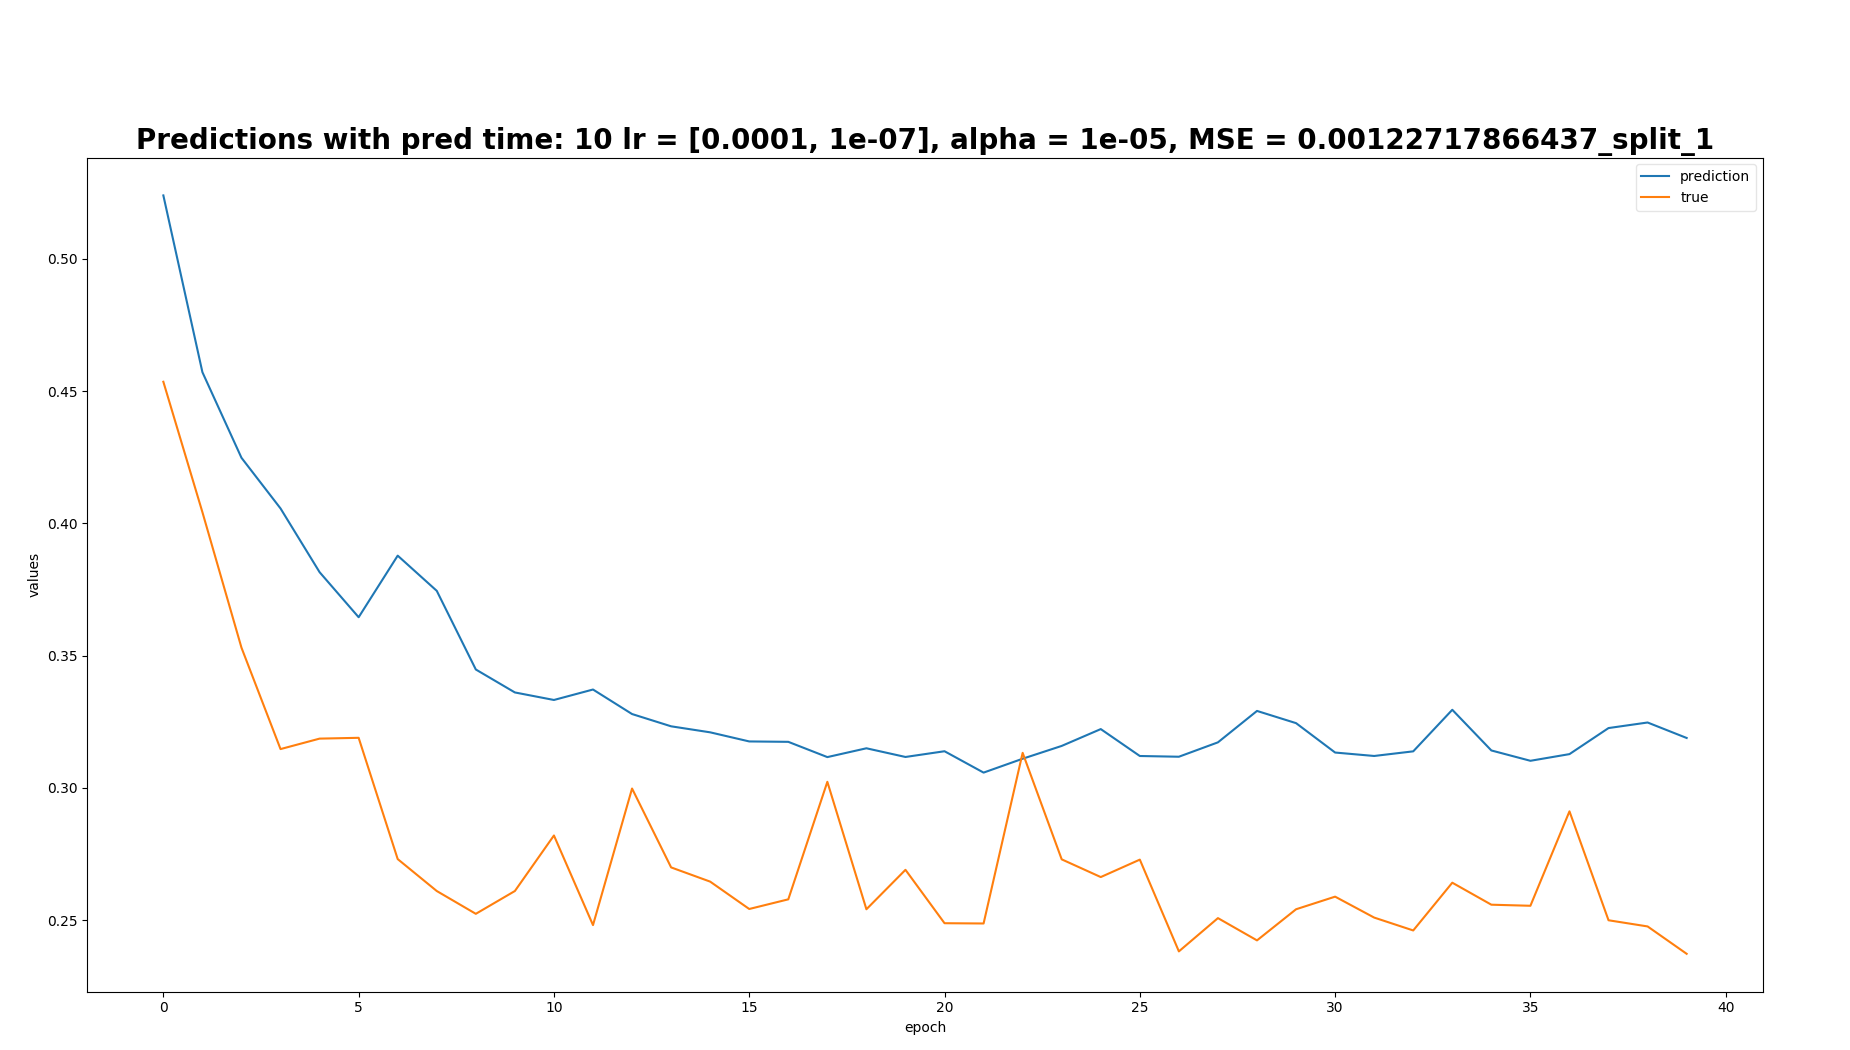 Predictions with pred time: 10 lr = [0.0001, 1e-07], alpha = 1e-05, MSE = 0.00122717866437_split_1
prediction
true
values
0.50
0.45
0.40
0.35
0.30
0.25
0 5 10 15 20 25 30 35 40
epoch